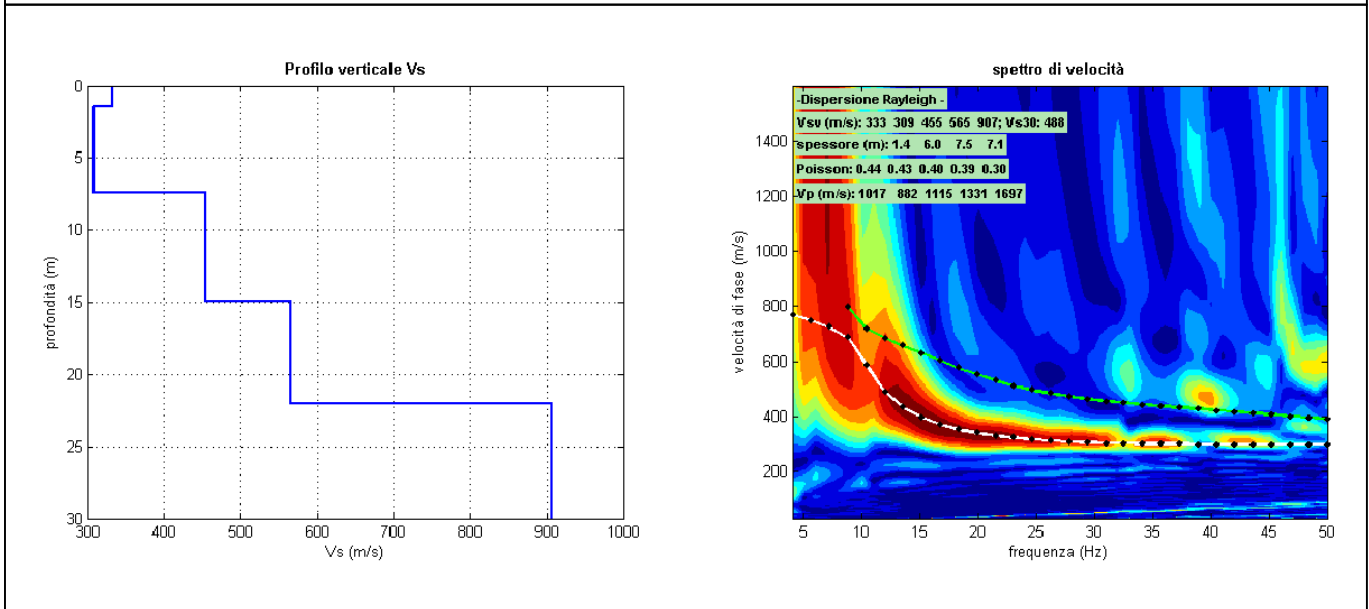 Profilo verticale Vs
0
5
10
15
20
25
30
profondità (m)
300
400
500
600
700
800
900
1000
Vs (m/s)
spettro di velocità
-Dispersione Rayleigh -
Vsv (m/s): 333 309 455 565 907; Vs30: 488
spessore (m): 1.4 6.0 7.5 7.1
Poisson: 0.44 0.43 0.40 0.39 0.30
Vp (m/s): 1017 882 1115 1331 1697
1400
1200
1000
800
600
400
200
velocità di fase (m/s)
5
10
15
20
25
30
35
40
45
50
frequenza (Hz)